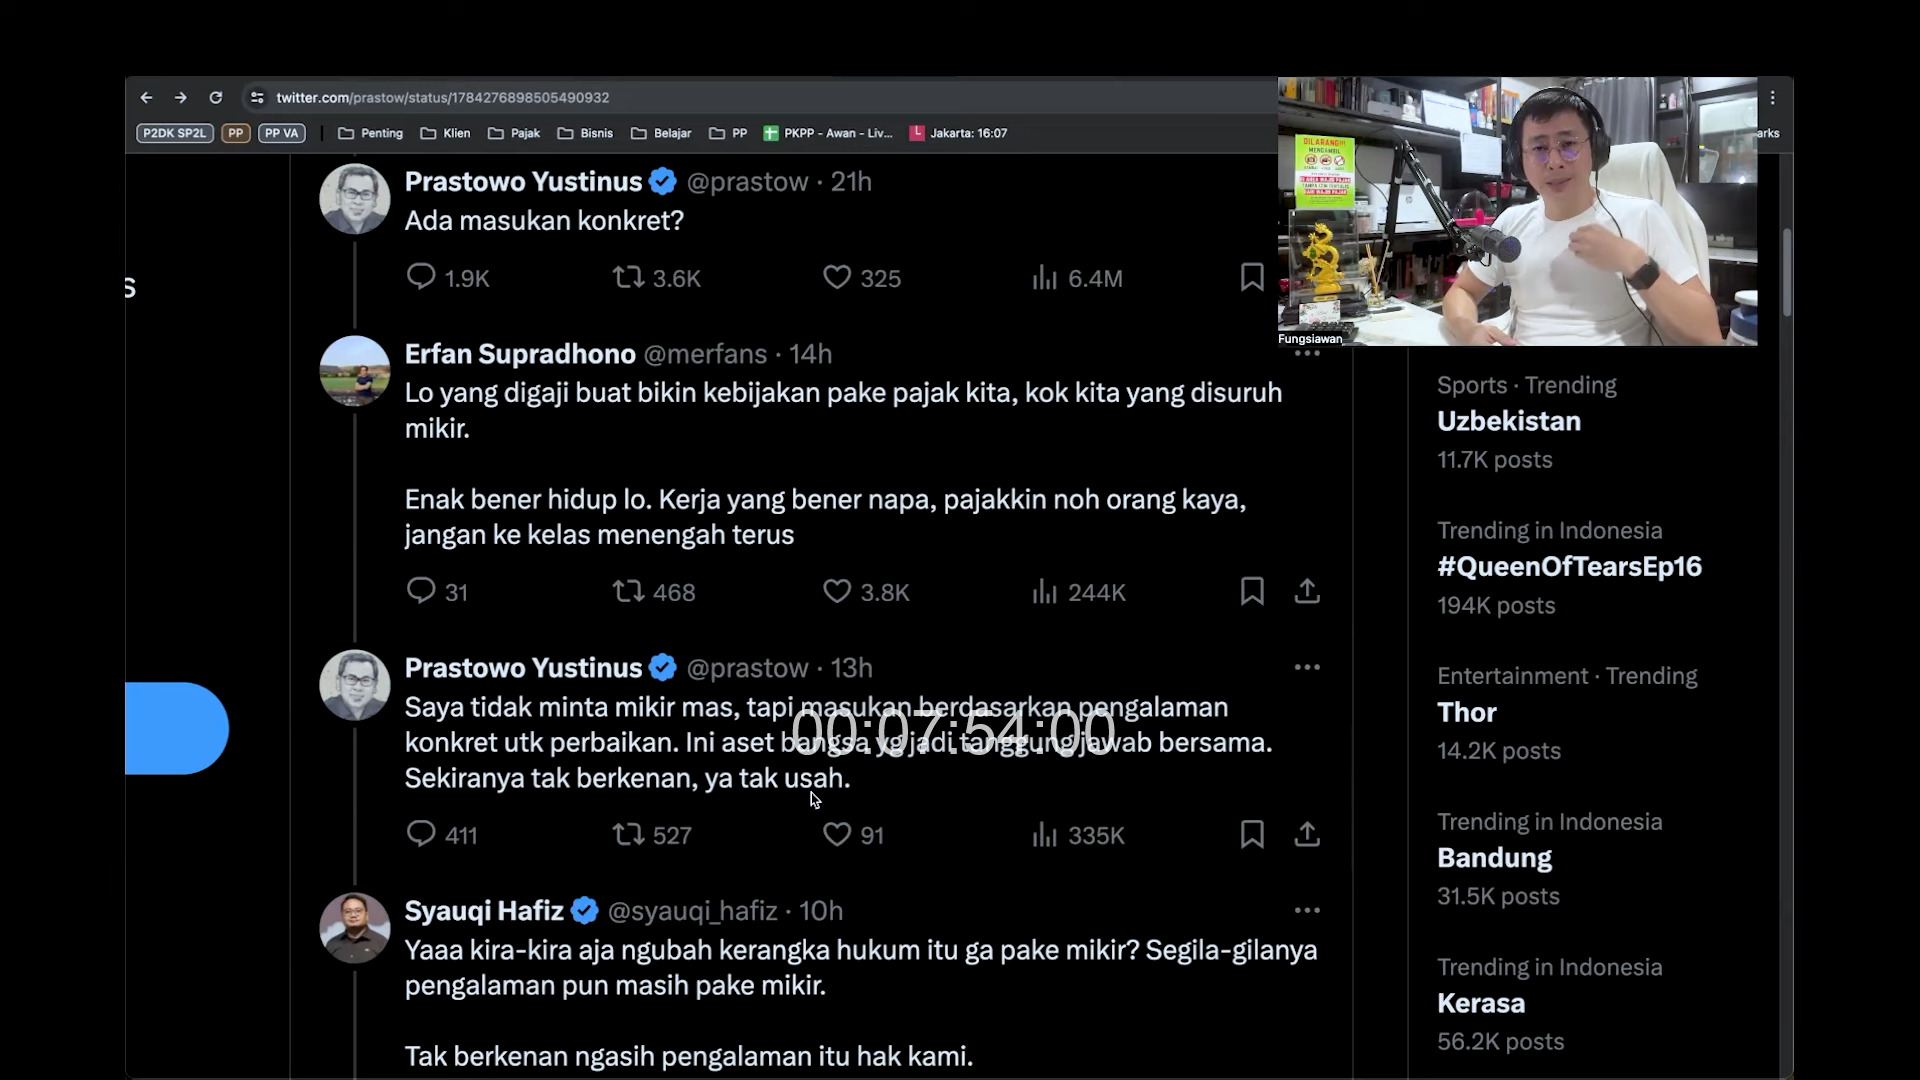 twitter.com/prastow/status/1784276898505490932
P2DK SP2L PP PP VA Penting Klien Pajak Bisnis Belajar PP PKPP - Awan - Liv... Jakarta: 16:07
arks
DILARANG!!!
Fungsiawan
s
Prastowo Yustinus @prastow · 21h
Ada masukan konkret?
1.9K 3.6K 325 6.4M
Erfan Supradhono @merfans · 14h
Lo yang digaji buat bikin kebijakan pake pajak kita, kok kita yang disuruh
mikir.
Enak bener hidup lo. Kerja yang bener napa, pajakkin noh orang kaya,
jangan ke kelas menengah terus
31 468 3.8K 244K
Prastowo Yustinus @prastow · 13h
Saya tidak minta mikir mas, tapi masukan berdasarkan pengalaman
konkret utk perbaikan. Ini aset bangsa yg jadi tanggung jawab bersama.
Sekiranya tak berkenan, ya tak usah.
00:07:54:00
411 527 91 335K
Syauqi Hafiz @syauqi_hafiz · 10h
Yaaa kira-kira aja ngubah kerangka hukum itu ga pake mikir? Segila-gilanya
pengalaman pun masih pake mikir.
Tak berkenan ngasih pengalaman itu hak kami.
Sports · Trending
Uzbekistan
11.7K posts
Trending in Indonesia
#QueenOfTearsEp16
194K posts
Entertainment · Trending
Thor
14.2K posts
Trending in Indonesia
Bandung
31.5K posts
Trending in Indonesia
Kerasa
56.2K posts